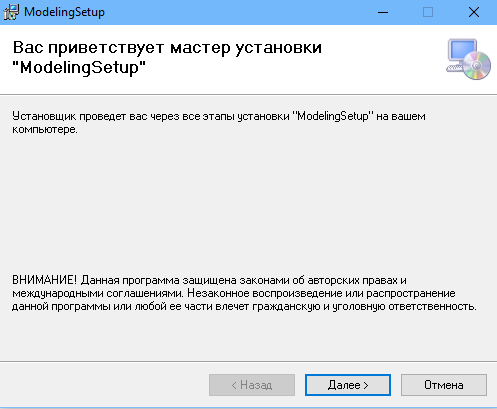 ModelingSetup
Вас приветствует мастер установки
"ModelingSetup"
Установщик проведет вас через все этапы установки "ModelingSetup" на вашем
компьютере.
ВНИМАНИЕ! Данная программа защищена законами об авторских правах и
международными соглашениями. Незаконное воспроизведение или распространение
данной программы или любой ее части влечет гражданскую и уголовную ответственность.
< Назад
Далее >
Отмена